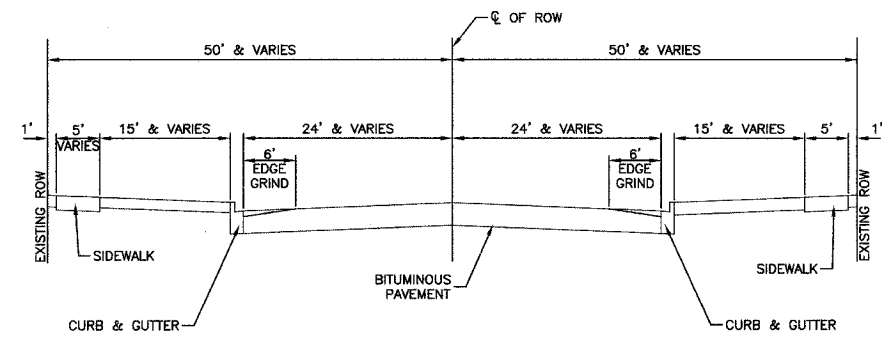 ℄ OF ROW
50' & VARIES
50' & VARIES
1'
5'
VARIES
15' & VARIES
24' & VARIES
24' & VARIES
15' & VARIES
5'
1'
6'
EDGE
GRIND
6'
EDGE
GRIND
EXISTING ROW
EXISTING ROW
SIDEWALK
SIDEWALK
BITUMINOUS
PAVEMENT
CURB & GUTTER
CURB & GUTTER